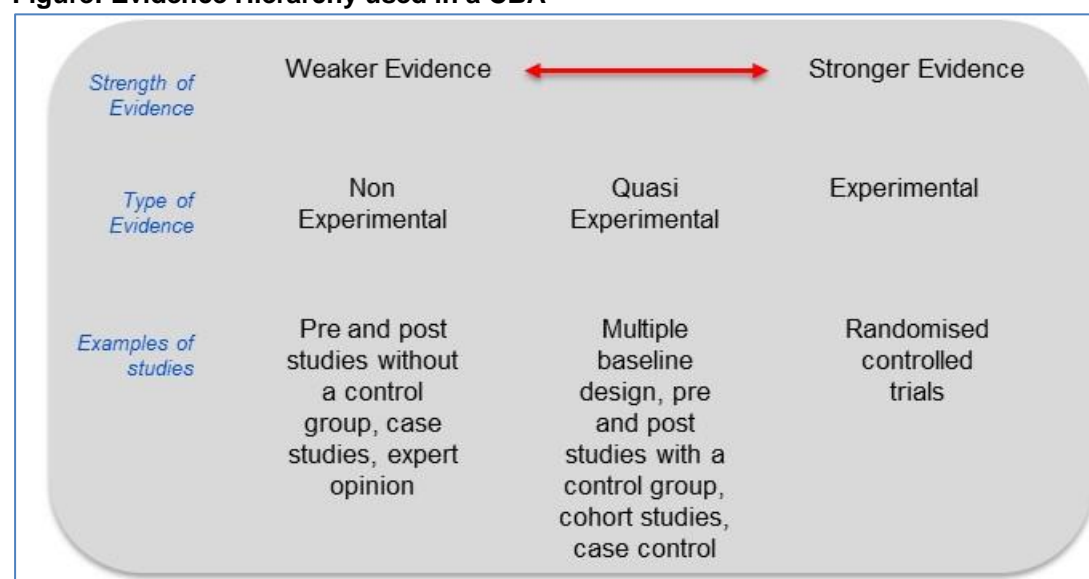 Figure: Evidence Hierarchy used in a CBA
Strength of
Evidence
Weaker Evidence
Stronger Evidence
Type of
Evidence
Non
Experimental
Quasi
Experimental
Experimental
Examples of
studies
Pre and post
studies without
a control
group, case
studies, expert
opinion
Multiple
baseline
design, pre
and post
studies with a
control group,
cohort studies,
case control
Randomised
controlled
trials